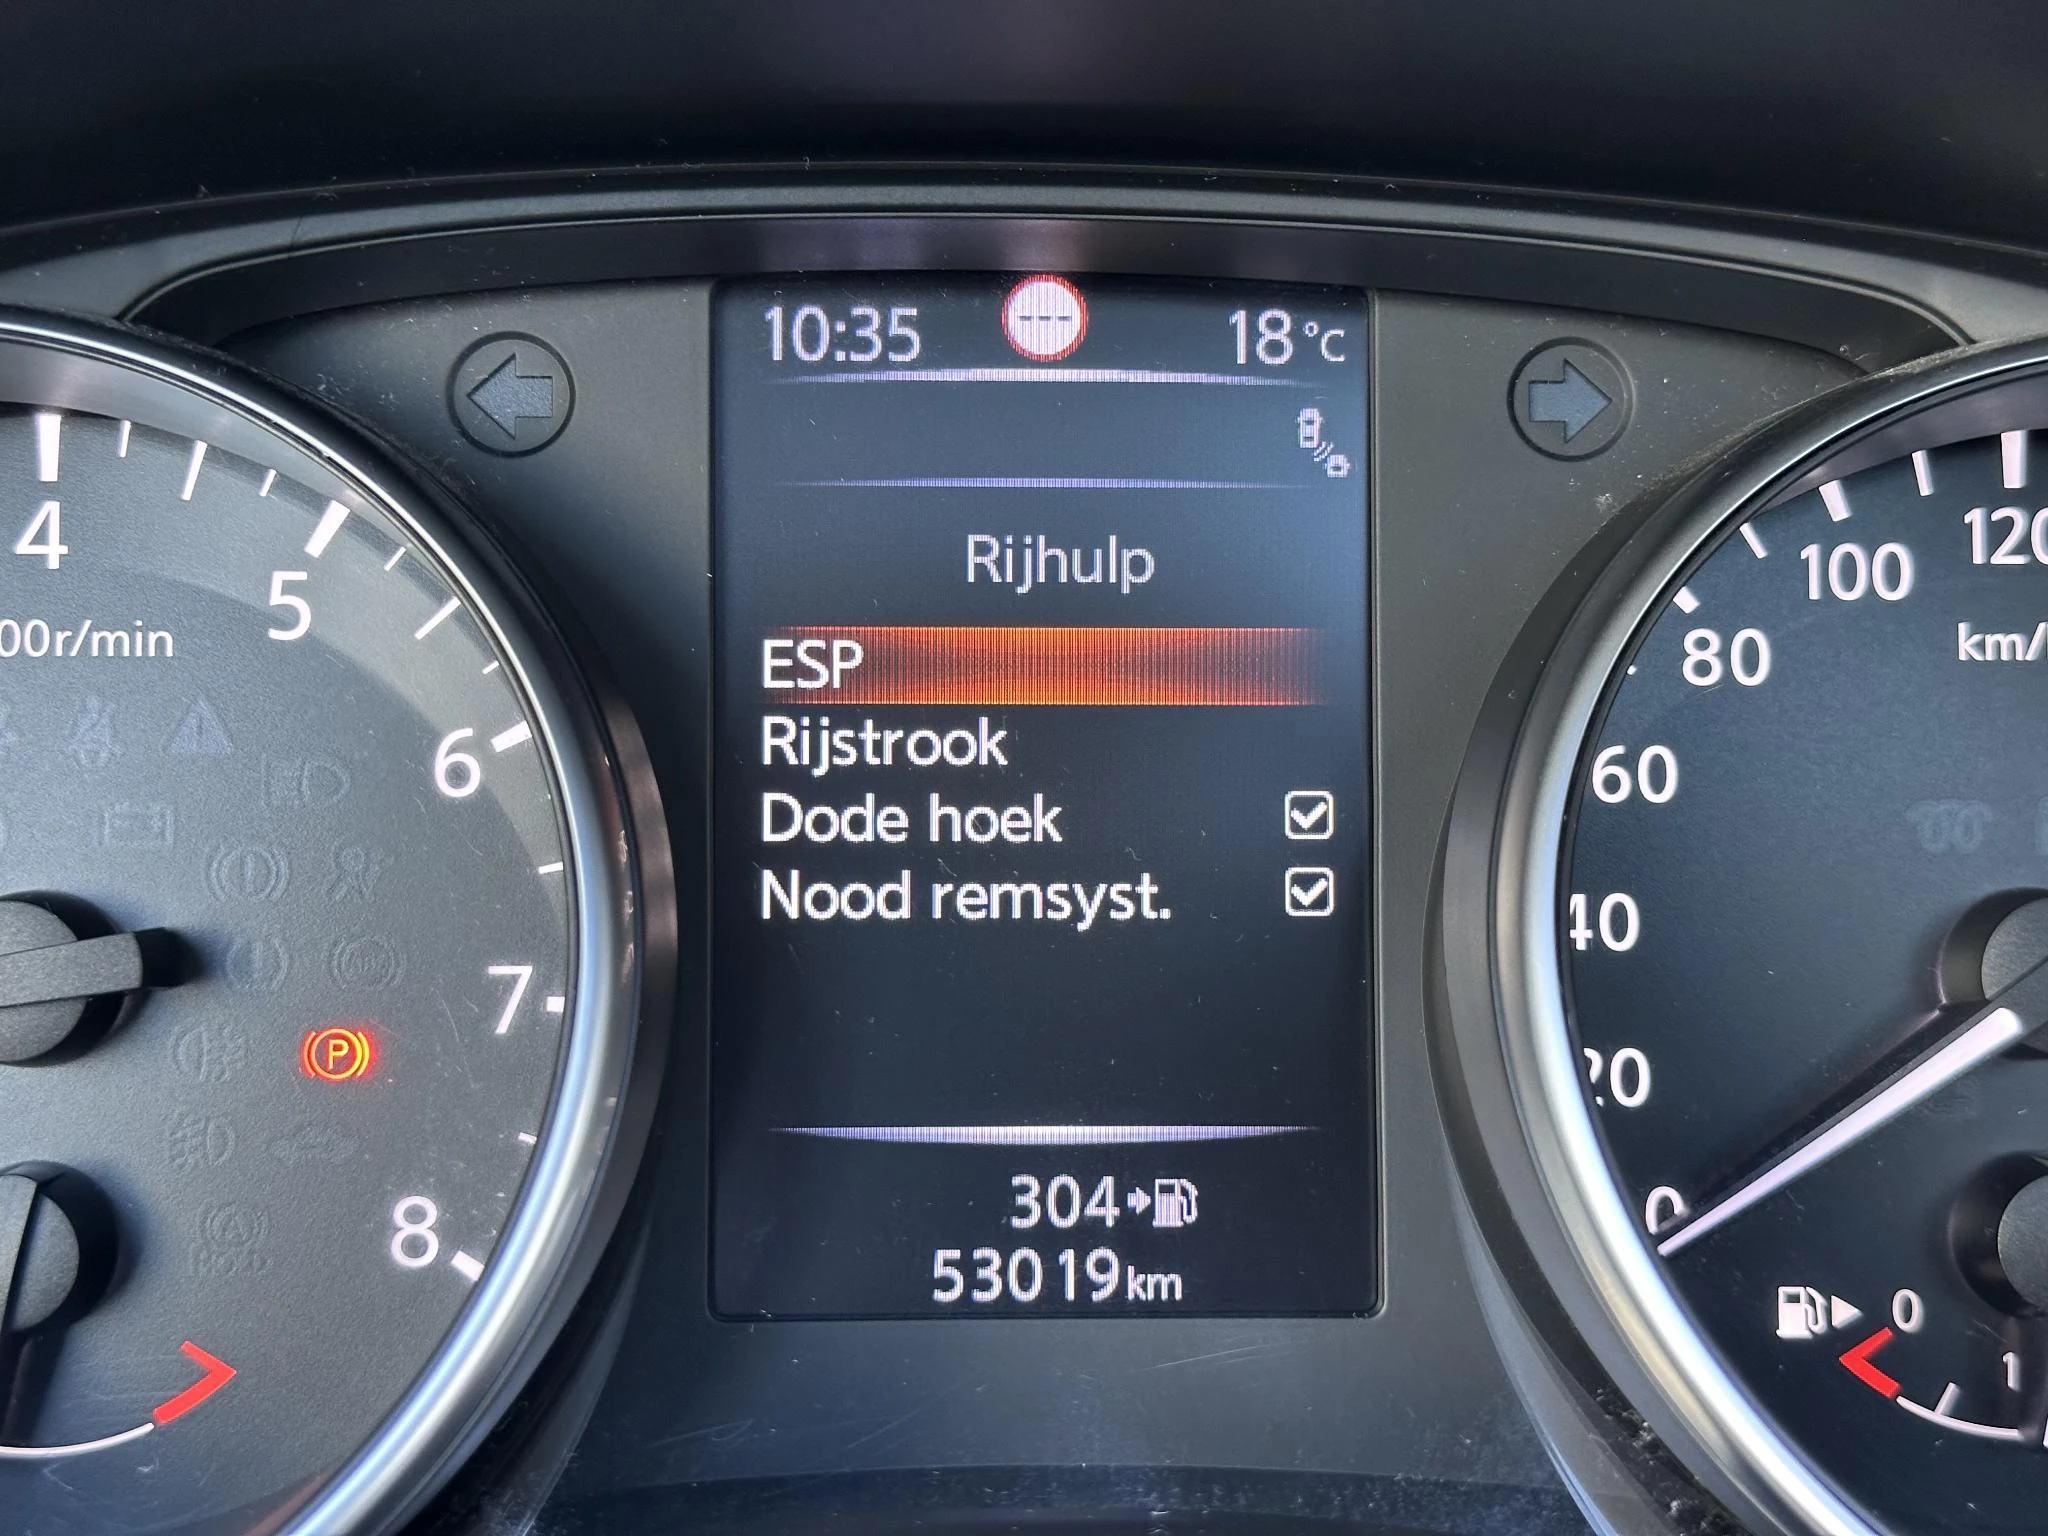 10:35 --- 18°C
Rijhulp
ESP
Rijstrook
Dode hoek
Nood remsyst.
304
53019km
4
5
00r/min
6
7
P
8
120
100
80
km/
60
40
20
0
0
1